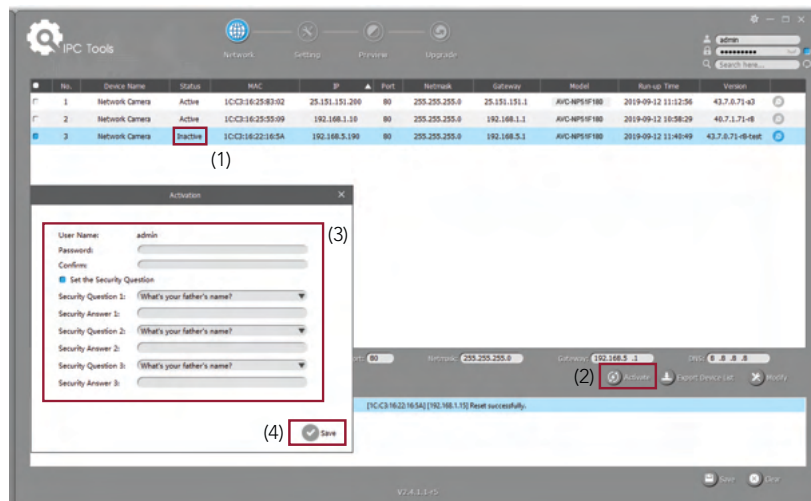 IPC Tools
Network Setting Preview Upgrade
admin
Search here...
No. Device Name Status MAC IP Port Netmask Gateway Model Run-up Time Version
1 Network Camera Active 1C:C3:16:25:83:02 25.151.151.200 80 255.255.255.0 25.151.151.1 AVC-NP51F180 2019-09-12 11:12:56 43.7.0.71-a3
2 Network Camera Active 1C:C3:16:25:55:09 192.168.1.10 80 255.255.255.0 192.168.1.1 AVC-NP51F180 2019-09-12 10:58:29 40.7.1.71-r8
3 Network Camera Inactive 1C:C3:16:22:16:5A 192.168.5.190 80 255.255.255.0 192.168.5.1 AVC-NP51F180 2019-09-12 11:40:49 43.7.0.71-r8-test
(1)
Activation
(3)
User Name: admin
Password:
Confirm:
Set the Security Question
Security Question 1: What's your father's name?
Security Answer 1:
Security Question 2: What's your father's name?
Security Answer 2:
Security Question 3: What's your father's name?
Security Answer 3:
(4) Save
80 Netmask: 255.255.255.0 Gateway: 192.168.5 .1 DNS: 8 .8 .8 .8
(2) Activate Export Device List Modify
[1C:C3:16:22:16:5A] [192.168.1.15] Reset successfully.
Save Clear
V7.4.1.1-r5